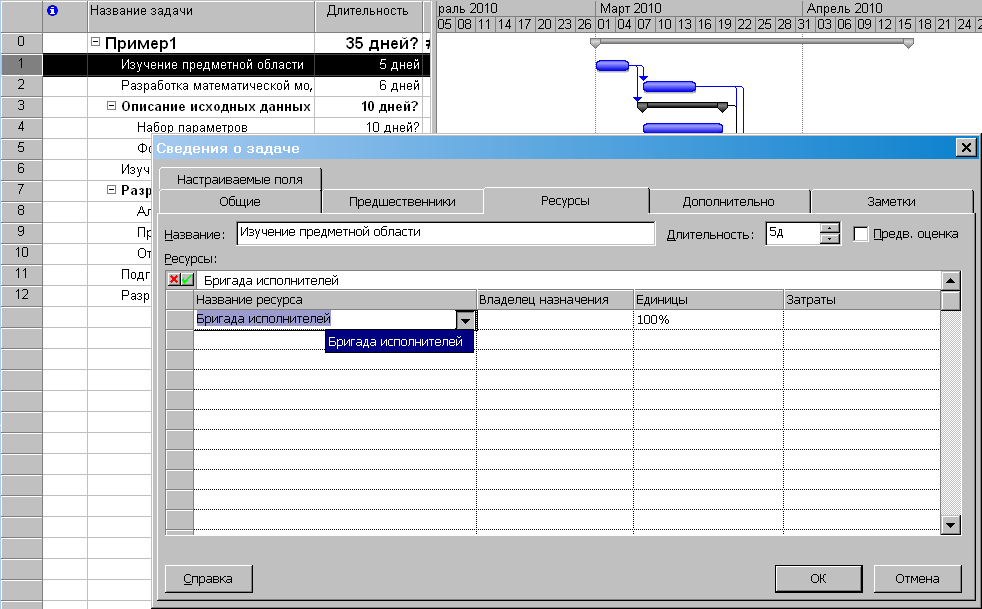 Название задачи Длительность раль 2010 Март 2010 Апрель 2010
05 08 11 14 17 20 23 26 01 04 07 10 13 16 19 22 25 28 31 03 06 09 12 15 18 21 24
0 Пример1 35 дней?
1 Изучение предметной области 5 дней
2 Разработка математической мо, 6 дней
3 Описание исходных данных 10 дней?
4 Набор параметров 10 дней?
5 Фо
6 Изуч
7 Разр
8 Ал
9 Пр
10 От
11 Подг
12 Разр
Сведения о задаче
Настраиваемые поля
Общие Предшественники Ресурсы Дополнительно Заметки
Название: Изучение предметной области Длительность: 5д Предв. оценка
Ресурсы:
Бригада исполнителей
Название ресурса Владелец назначения Единицы Затраты
Бригада исполнителей 100%
Бригада исполнителей
Справка ОК Отмена